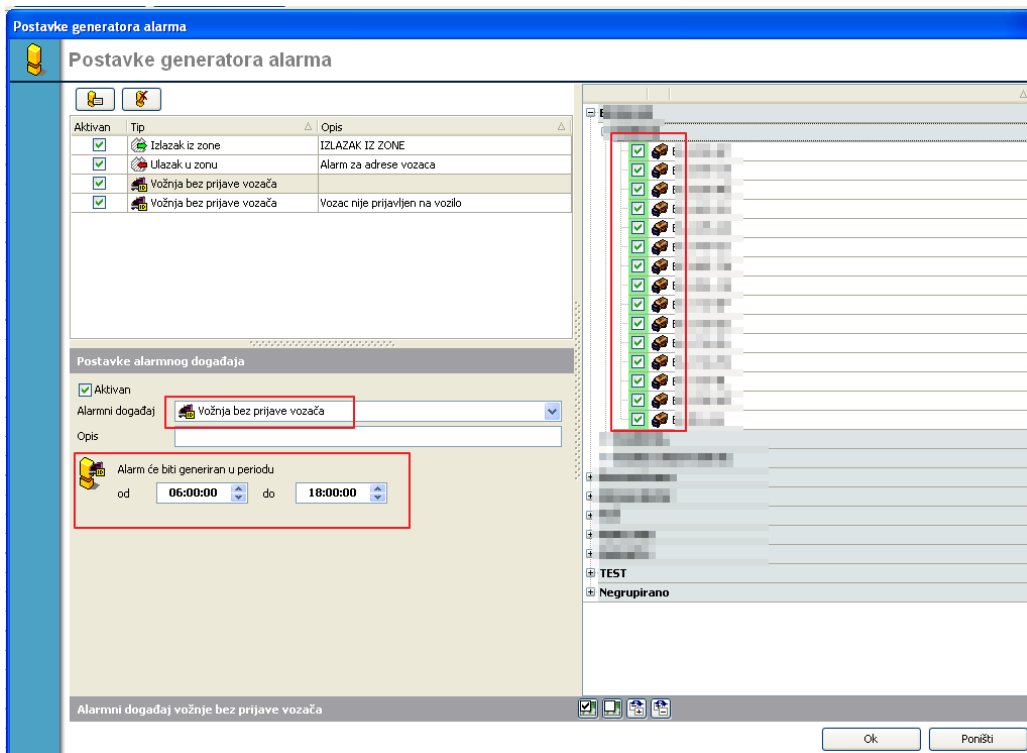 Postavke generatora alarma
Postavke generatora alarma
Aktivan Tip Opis
Izlazak iz zone IZLAZAK IZ ZONE
Ulazak u zonu Alarm za adrese vozaca
Vožnja bez prijave vozača
Vožnja bez prijave vozača Vozac nije prijavljen na vozilo
Postavke alarmnog događaja
Aktivan
Alarmni događaj Vožnja bez prijave vozača
Opis
Alarm će biti generiran u periodu
od 06:00:00 do 18:00:00
Alarmni događaj vožnje bez prijave vozača
TEST
Negrupirano
Ok Poništi